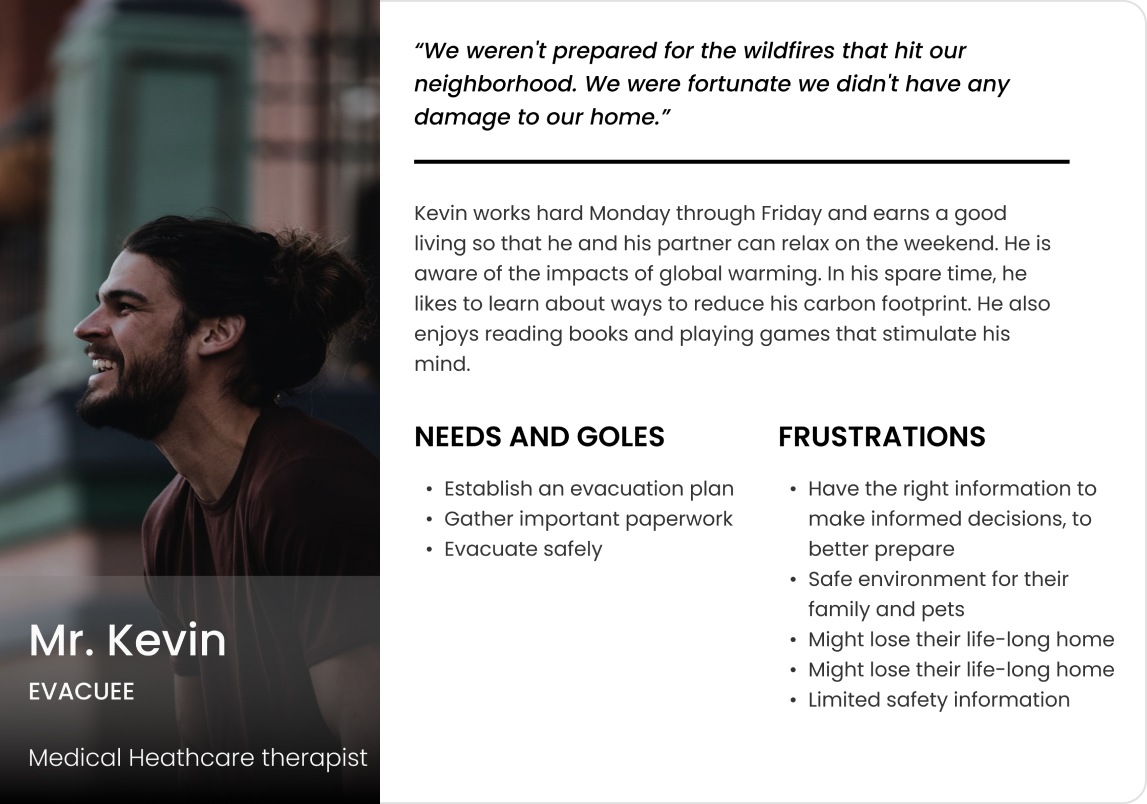 “We weren't prepared for the wildfires that hit our
neighborhood. We were fortunate we didn't have any
damage to our home.”
Kevin works hard Monday through Friday and earns a good
living so that he and his partner can relax on the weekend. He is
aware of the impacts of global warming. In his spare time, he
likes to learn about ways to reduce his carbon footprint. He also
enjoys reading books and playing games that stimulate his
mind.
NEEDS AND GOLES
• Establish an evacuation plan
• Gather important paperwork
• Evacuate safely
FRUSTRATIONS
• Have the right information to
make informed decisions, to
better prepare
• Safe environment for their
family and pets
• Might lose their life-long home
• Might lose their life-long home
• Limited safety information
Mr. Kevin
EVACUEE
Medical Heathcare therapist